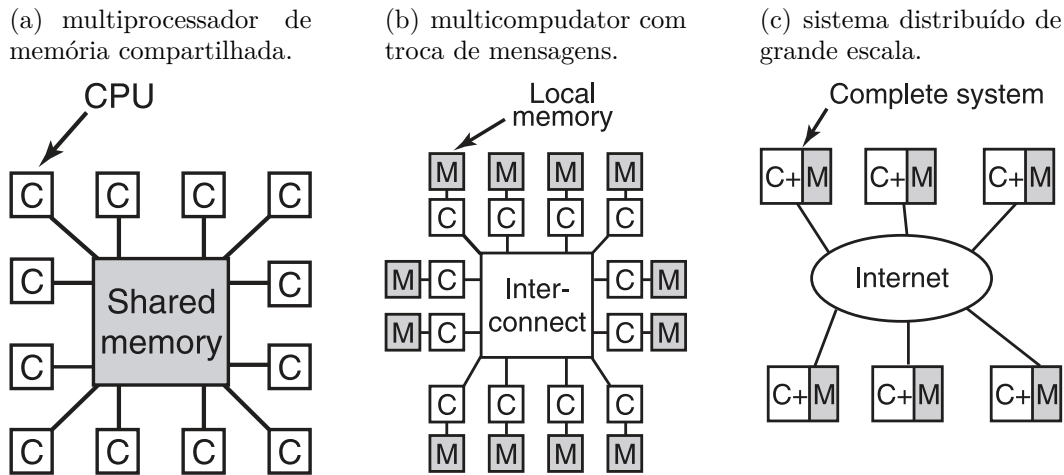 (a) multiprocessador de
memória compartilhada.
CPU
C C C C
C C
Shared
memory
C C
C C C C
(b) multicompudator com
troca de mensagens.
Local
memory
M M M M
C C C C
M C C M
Inter-
connect
M C C M
C C C C
M M M M
(c) sistema distribuído de
grande escala.
Complete system
C+ M C+ M C+ M
Internet
C+ M C+ M C+ M